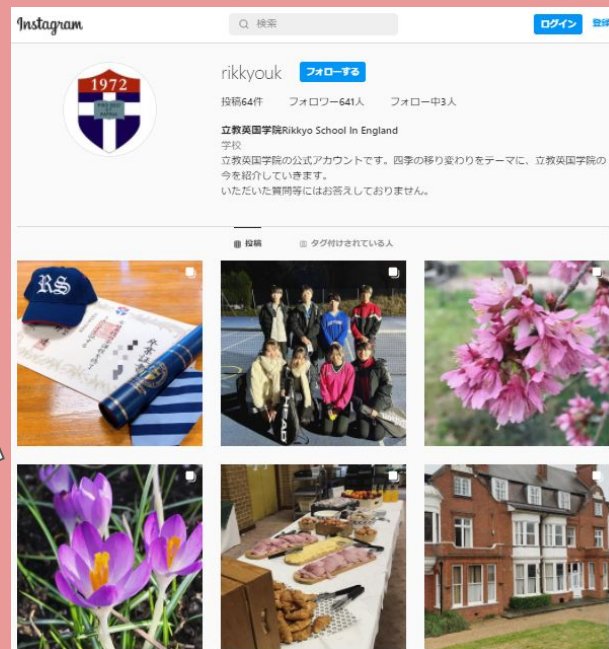 Instagram
検索
ログイン
rikkyouk フォローする
投稿64件 フォロワー641人 フォロー中3人
立教英国学院Rikkyo School In England
学校
立教英国学院の公式アカウントです。四季の移り変わりをテーマに、立教英国学院の
今を紹介していきます。
いただいた質問等にはお答えしておりません。
投稿 タグ付けされている人
1972
RS
卒業証書
HEAD